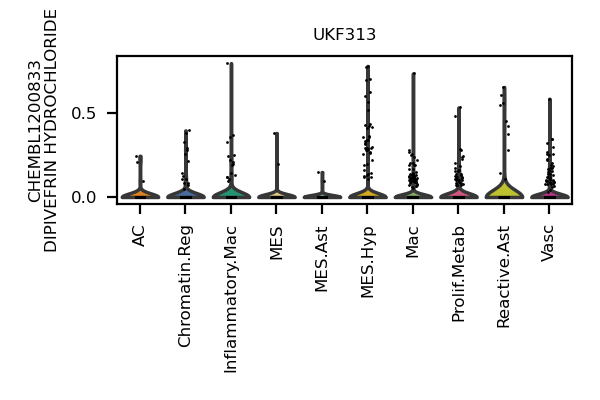 UKF313
CHEMBL1200833
DIPIVEFRIN HYDROCHLORIDE
0.5
0.0
AC
Chromatin.Reg
Inflammatory.Mac
MES
MES.Ast
MES.Hyp
Mac
Prolif.Metab
Reactive.Ast
Vasc